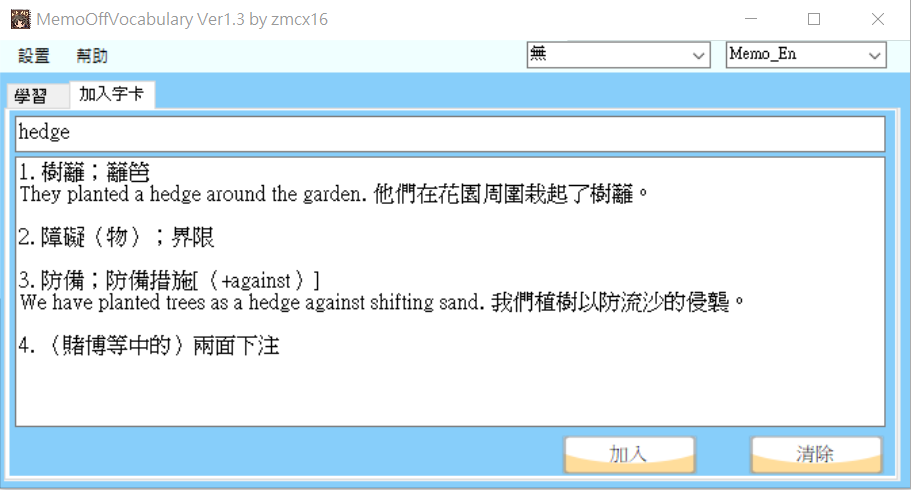 MemoOffVocabulary Ver1.3 by zmcx16
設置 幫助 無 Memo_En
學習 加入字卡
hedge
1.樹籬；籬笆
They planted a hedge around the garden. 他們在花園周圍栽起了樹籬。
2.障礙（物）；界限
3.防備；防備措施[（+against）]
We have planted trees as a hedge against shifting sand. 我們植樹以防流沙的侵襲。
4.（賭博等中的）兩面下注
加入 清除